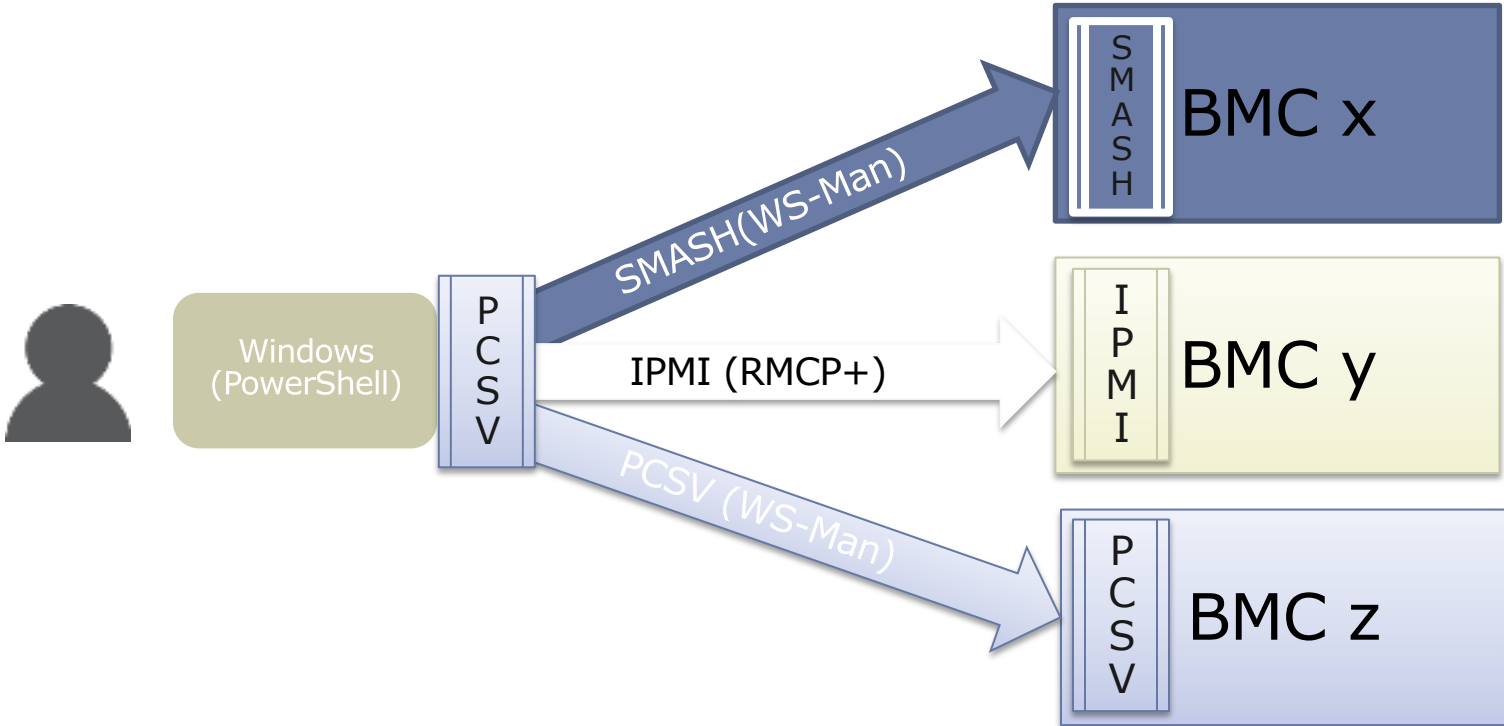 Windows
(PowerShell)
PCSV
SMASH(WS-Man)
IPMI (RMCP+)
PCSV (WS-Man)
SMASH
BMC x
IPMI
BMC y
PCSV
BMC z